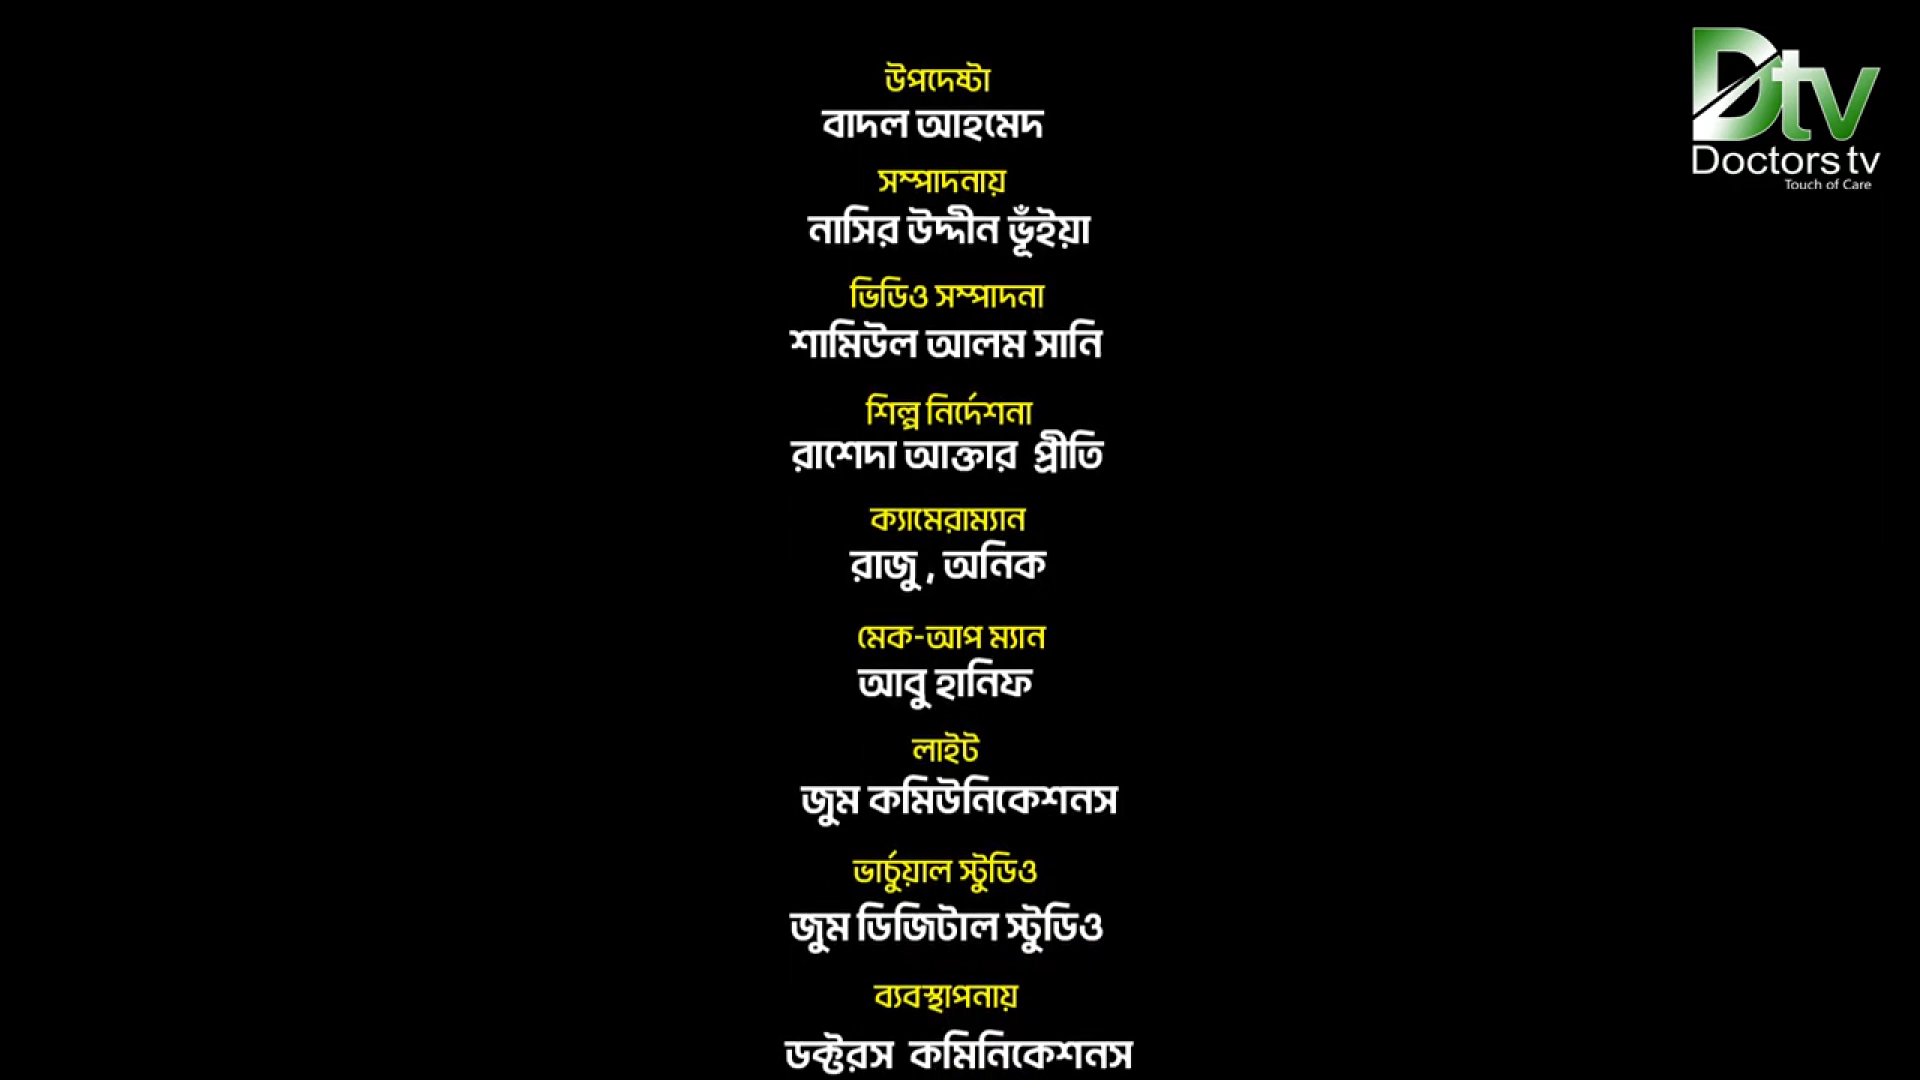 উপদেষ্টা
বাদল আহমেদ
সম্পাদনায়
নাসির উদ্দীন ভূঁইয়া
ভিডিও সম্পাদনা
শামিউল আলম সানি
শিল্প নির্দেশনা
রাশেদা আক্তার প্রীতি
ক্যামেরাম্যান
রাজু , অনিক
মেক-আপ ম্যান
আবু হানিফ
লাইট
জুম কমিউনিকেশনস
ভার্চুয়াল স্টুডিও
জুম ডিজিটাল স্টুডিও
ব্যবস্থাপনায়
ডক্টরস কমিনিকেশনস
Dtv
Doctors tv
Touch of Care